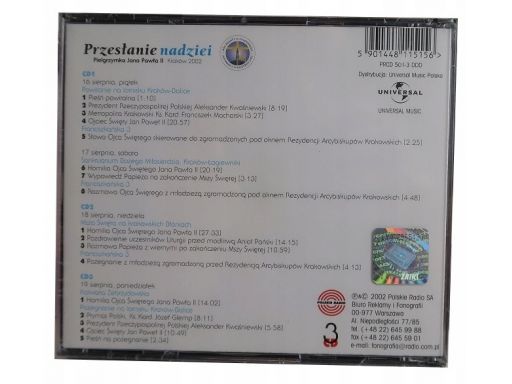 Przesłanie nadziei
Pielgrzymka Jana Pawła II Kraków 2002
CD1
16 sierpnia, piątek
Powitanie na lotnisku Kraków-Balice
1 Pieśń powitalna [1:10]
2 Prezydent Rzeczypospolitej Polskiej Aleksander Kwaśniewski [8:19]
3 Metropolita Krakowski Ks. Kard. Franciszek Macharski [3:27]
4 Ojciec Święty Jan Paweł II [20:57]
Franciszkańska 3
5 Słowo Ojca Świętego skierowane do zgromadzonych pod oknem Rezydencji Arcybiskupów Krakowskich [2:25]
17 sierpnia, sobota
Sanktuarium Bożego Miłosierdzia, Kraków-Łagiewniki
6 Homilia Ojca Świętego Jana Pawła II [20:19]
7 Wypowiedź Papieża na zakończenie Mszy Świętej [3:13]
Franciszkańska 3
8 Rozmowa Ojca Świętego z młodzieżą zgromadzoną pod oknem Rezydencji Arcybiskupów Krakowskich [4:48]
CD2
18 sierpnia, niedziela
Msza Święta na krakowskich Błoniach
1 Homilia Ojca Świętego Jana Pawła II [27:33]
2 Pozdrowienie uczestników Liturgii przed modlitwą Anioł Pański [14:15]
3 Rozmowa Papieża z wiernymi po zakończeniu Mszy Świętej [10:59]
Franciszkańska 3
4 Pożegnanie z młodzieżą zgromadzoną przed Rezydencją Arcybiskupów Krakowskich [4:13]
CD3
19 sierpnia, poniedziałek
Kalwaria Zebrzydowska
1 Homilia Ojca Świętego Jana Pawła II [14:02]
Pożegnanie na lotnisku Kraków-Balice
2 Prymas Polski, Ks. Kard. Józef Glemp [8:11]
3 Prezydent Rzeczypospolitej Polskiej Aleksander Kwaśniewski [5:58]
4 Ojciec Święty Jan Paweł II [10:49]
5 Pieśń na pożegnanie [2:34]
5 901448 115156 >
PRCD 501-3 DDD
Dystrybucja: Universal Music Polska
UNIVERSAL
UNIVERSAL MUSIC
ZAIKS
POLSKIE RADIO
3
CD
℗&© 2002 Polskie Radio SA
Biuro Reklamy i Fonografii
00-977 Warszawa
Al. Niepodległości 77/85
tel. (+48 22) 645 99 88
fax (+48 22) 645 59 01
e-mail: fonografia@radio.com.pl